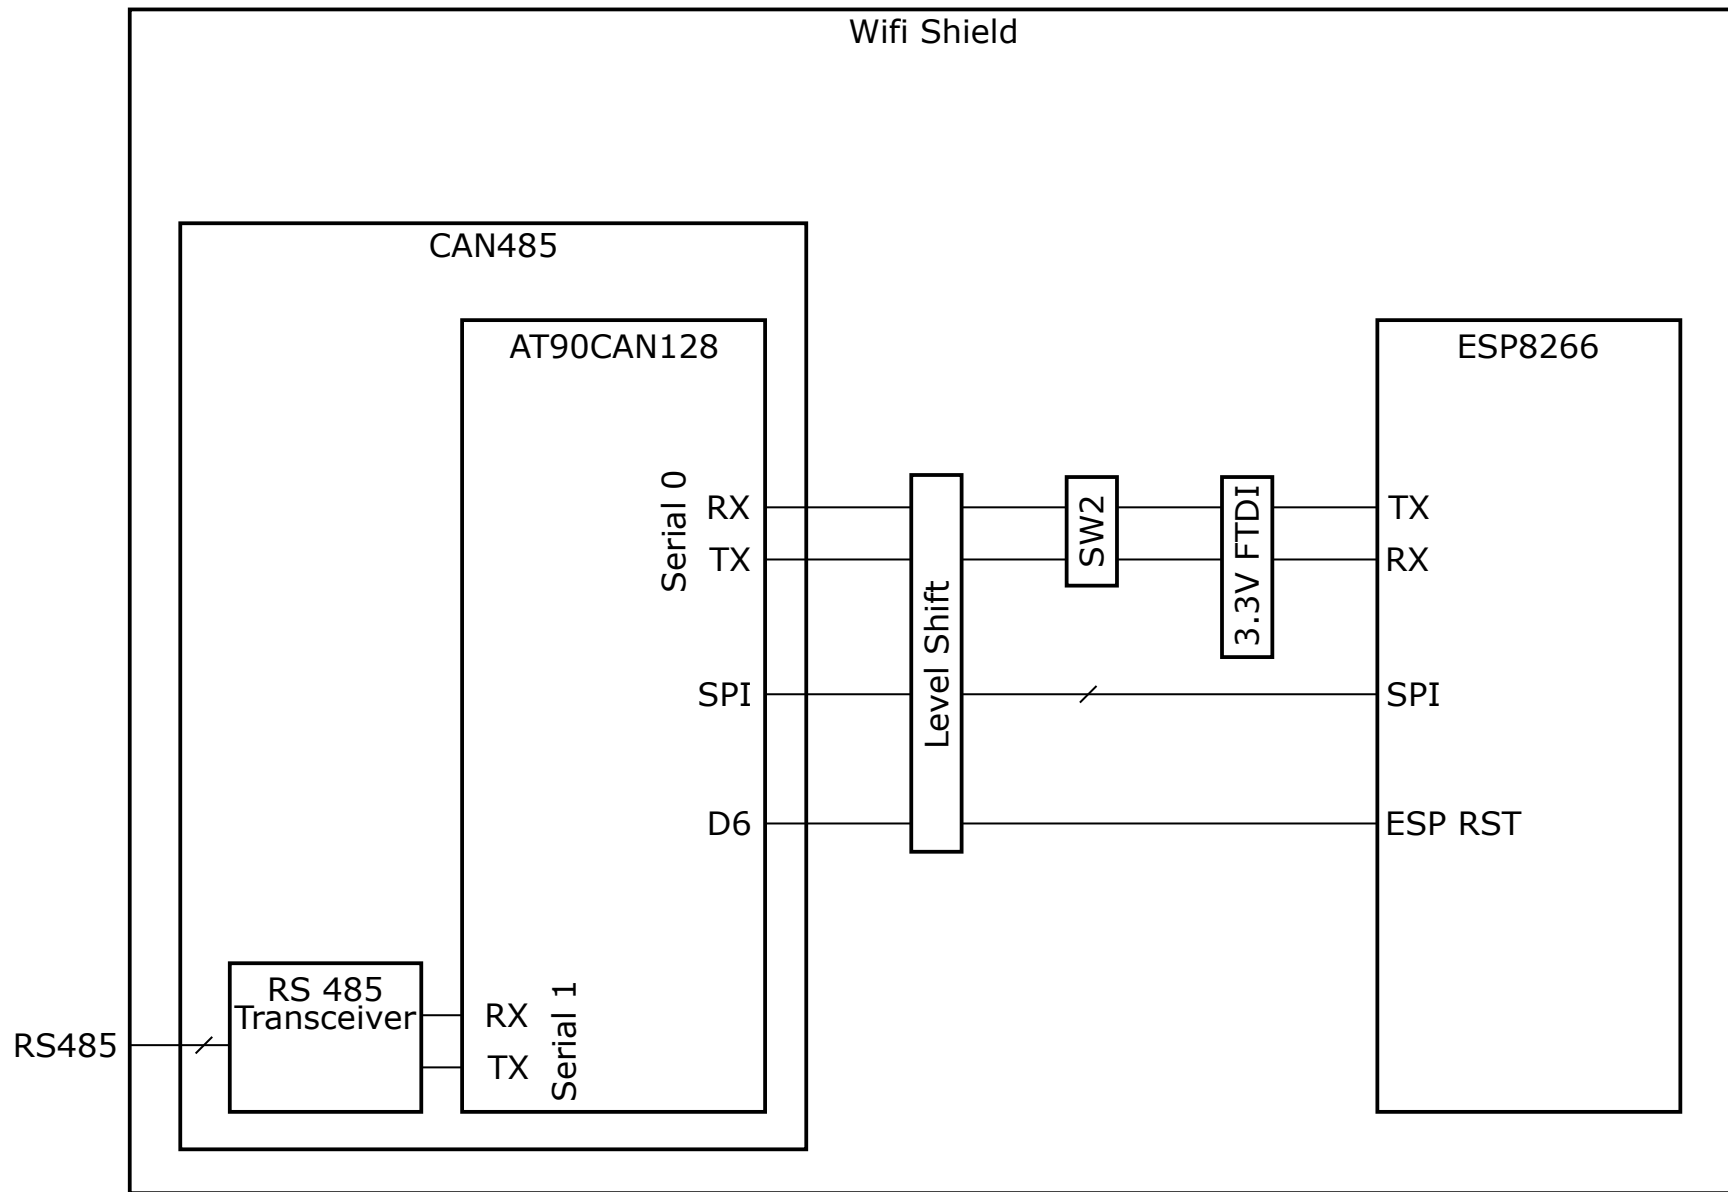 Wifi Shield
CAN485
AT90CAN128
ESP8266
Serial 0
RX
TX
SPI
D6
Level Shift
SW2
3.3V FTDI
TX
RX
SPI
ESP RST
RS485
RS 485
Transceiver
RX
TX
Serial 1